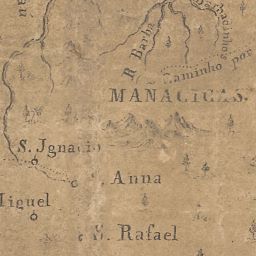 R. Barba
Caminho por
MANACICAS.
S. Jgnacio
S. Anna
Miguel
S. Rafael